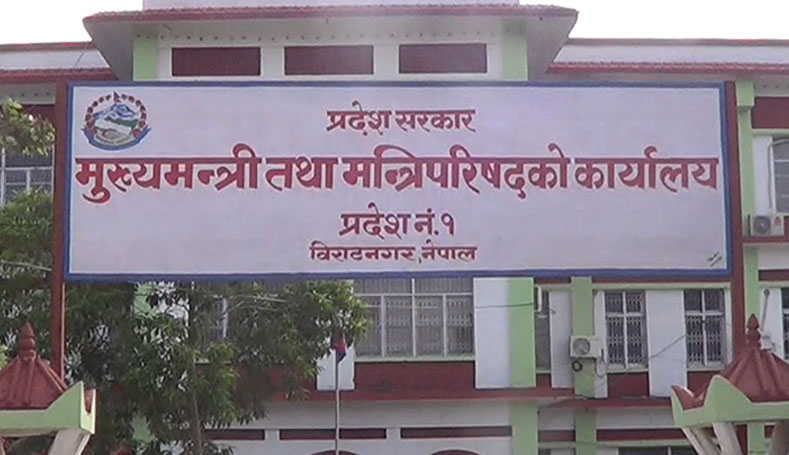 प्रदेश सरकार
मुख्यमन्त्री तथा मन्त्रिपरिषद्को कार्यालय
प्रदेश नं.१
विराटनगर, नेपाल